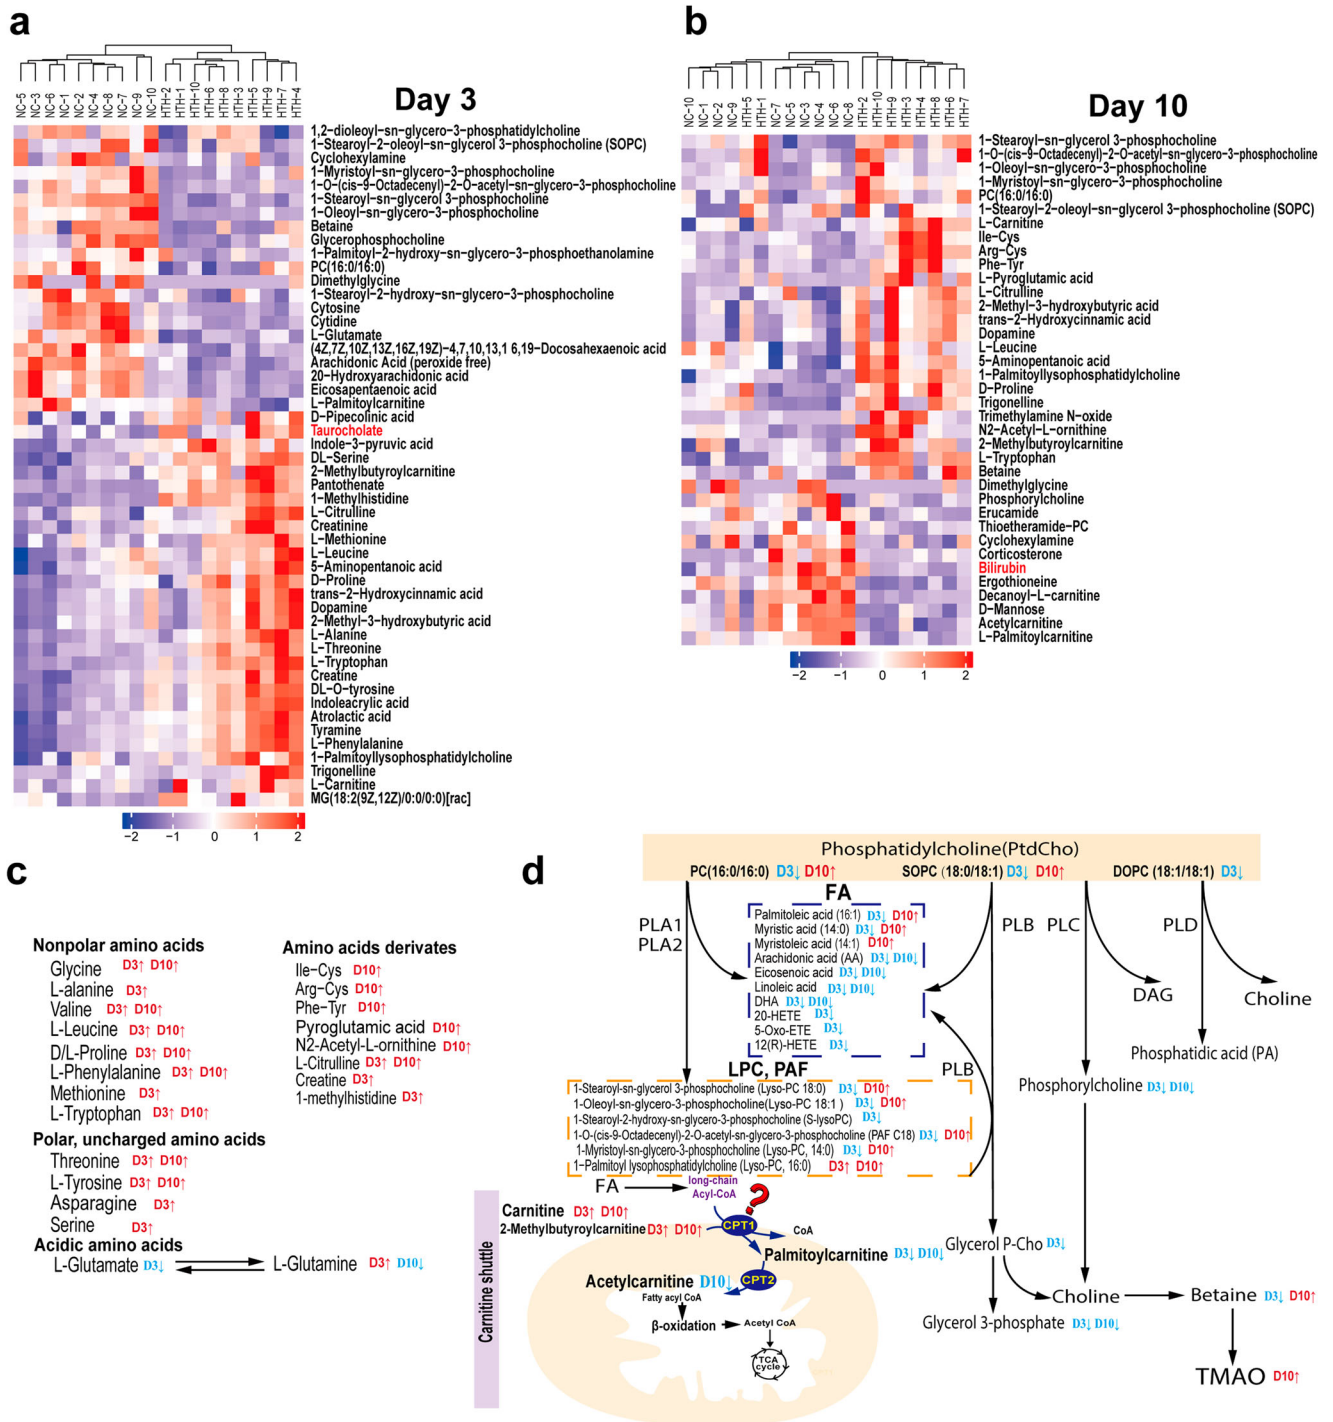 a
NC-5
NC-3
NC-6
NC-1
NC-2
NC-4
NC-8
NC-7
NC-9
NC-10
HTH-2
HTH-1
HTH-10
HTH-6
HTH-8
HTH-3
HTH-5
HTH-9
HTH-7
HTH-4
Day 3
1,2-dioleoyl-sn-glycero-3-phosphatidylcholine
1-Stearoyl-2-oleoyl-sn-glycerol 3-phosphocholine (SOPC)
Cyclohexylamine
1-Myristoyl-sn-glycero-3-phosphocholine
1-O-(cis-9-Octadecenyl)-2-O-acetyl-sn-glycero-3-phosphocholine
1-Stearoyl-sn-glycerol 3-phosphocholine
1-Oleoyl-sn-glycero-3-phosphocholine
Betaine
Glycerophosphocholine
1-Palmitoyl-2-hydroxy-sn-glycero-3-phosphoethanolamine
PC(16:0/16:0)
Dimethylglycine
1-Stearoyl-2-hydroxy-sn-glycero-3-phosphocholine
Cytosine
Cytidine
L-Glutamate
(4Z,7Z,10Z,13Z,16Z,19Z)-4,7,10,13,1 6,19-Docosahexaenoic acid
Arachidonic Acid (peroxide free)
20-Hydroxyarachidonic acid
Eicosapentaenoic acid
L-Palmitoylcarnitine
D-Pipecolinic acid
Taurocholate
Indole-3-pyruvic acid
DL-Serine
2-Methylbutyroylcarnitine
Pantothenate
1-Methylhistidine
L-Citrulline
Creatinine
L-Methionine
L-Leucine
5-Aminopentanoic acid
D-Proline
trans-2-Hydroxycinnamic acid
Dopamine
2-Methyl-3-hydroxybutyric acid
L-Alanine
L-Threonine
L-Tryptophan
Creatine
DL-O-tyrosine
Indoleacrylic acid
Atrolactic acid
Tyramine
L-Phenylalanine
1-Palmitoyllysophosphatidylcholine
Trigonelline
L-Carnitine
MG(18:2(9Z,12Z)/0:0/0:0)[rac]
-2 -1 0 1 2
b
NC-10
NC-1
NC-2
NC-9
HTH-5
HTH-1
NC-7
NC-5
NC-3
NC-4
NC-6
NC-8
HTH-2
HTH-10
HTH-9
HTH-3
HTH-4
HTH-8
HTH-6
HTH-7
Day 10
1-Stearoyl-sn-glycerol 3-phosphocholine
1-O-(cis-9-Octadecenyl)-2-O-acetyl-sn-glycero-3-phosphocholine
1-Oleoyl-sn-glycero-3-phosphocholine
1-Myristoyl-sn-glycero-3-phosphocholine
PC(16:0/16:0)
1-Stearoyl-2-oleoyl-sn-glycerol 3-phosphocholine (SOPC)
L-Carnitine
Ile-Cys
Arg-Cys
Phe-Tyr
L-Pyroglutamic acid
L-Citrulline
2-Methyl-3-hydroxybutyric acid
trans-2-Hydroxycinnamic acid
Dopamine
L-Leucine
5-Aminopentanoic acid
1-Palmitoyllysophosphatidylcholine
D-Proline
Trigonelline
Trimethylamine N-oxide
N2-Acetyl-L-ornithine
2-Methylbutyroylcarnitine
L-Tryptophan
Betaine
Dimethylglycine
Phosphorylcholine
Erucamide
Thioetheramide-PC
Cyclohexylamine
Corticosterone
Bilirubin
Ergothioneine
Decanoyl-L-carnitine
D-Mannose
Acetylcarnitine
L-Palmitoylcarnitine
-2 -1 0 1 2
c
Nonpolar amino acids
Glycine D3↑ D10↑
L-alanine D3↑
Valine D3↑ D10↑
L-Leucine D3↑ D10↑
D/L-Proline D3↑ D10↑
L-Phenylalanine D3↑ D10↑
Methionine D3↑
L-Tryptophan D3↑ D10↑
Polar, uncharged amino acids
Threonine D3↑ D10↑
L-Tyrosine D3↑ D10↑
Asparagine D3↑
Serine D3↑
Acidic amino acids
L-Glutamate D3↓
L-Glutamine D3↑ D10↓
Amino acids derivates
Ile-Cys D10↑
Arg-Cys D10↑
Phe-Tyr D10↑
Pyroglutamic acid D10↑
N2-Acetyl-L-ornithine D10↑
L-Citrulline D3↑ D10↑
Creatine D3↑
1-methylhistidine D3↑
d
Phosphatidylcholine(PtdCho)
PC(16:0/16:0) D3↓ D10↑
SOPC (18:0/18:1) D3↓ D10↑
DOPC (18:1/18:1) D3↓
PLA1
PLA2
FA
Palmitoleic acid (16:1) D3↓ D10↑
Myristic acid (14:0) D3↓ D10↑
Myristoleic acid (14:1) D10↑
Arachidonic acid (AA) D3↓ D10↓
Eicosenoic acid D3↓ D10↓
Linoleic acid D3↓ D10↓
DHA D3↓ D10↓
20-HETE D3↓
5-Oxo-ETE D3↓
12(R)-HETE D3↓
PLB
PLC
PLD
DAG
Choline
Phosphatidic acid (PA)
Phosphorylcholine D3↓ D10↓
PLB
LPC, PAF
1-Stearoyl-sn-glycerol 3-phosphocholine (Lyso-PC 18:0) D3↓ D10↑
1-Oleoyl-sn-glycero-3-phosphocholine(Lyso-PC 18:1 ) D3↓ D10↑
1-Stearoyl-2-hydroxy-sn-glycero-3-phosphocholine (S-lysoPC) D3↓
1-O-(cis-9-Octadecenyl)-2-O-acetyl-sn-glycero-3-phosphocholine (PAF C18) D3↓ D10↑
1-Myristoyl-sn-glycero-3-phosphocholine (Lyso-PC, 14:0) D3↓ D10↑
1-Palmitoyl lysophosphatidylcholine (Lyso-PC, 16:0) D3↑ D10↑
FA
long-chain
Acyl-CoA
?
Carnitine shuttle
Carnitine D3↑ D10↑
2-Methylbutyroylcarnitine D3↑ D10↑
CPT1
CoA
Palmitoylcarnitine D3↓ D10↓
Acetylcarnitine D10↓
CPT2
Fatty acyl CoA
β-oxidation
Acetyl CoA
TCA
cycle
Glycerol P-Cho D3↓
Choline
Betaine D3↓ D10↑
Glycerol 3-phosphate D3↓ D10↓
TMAO D10↑